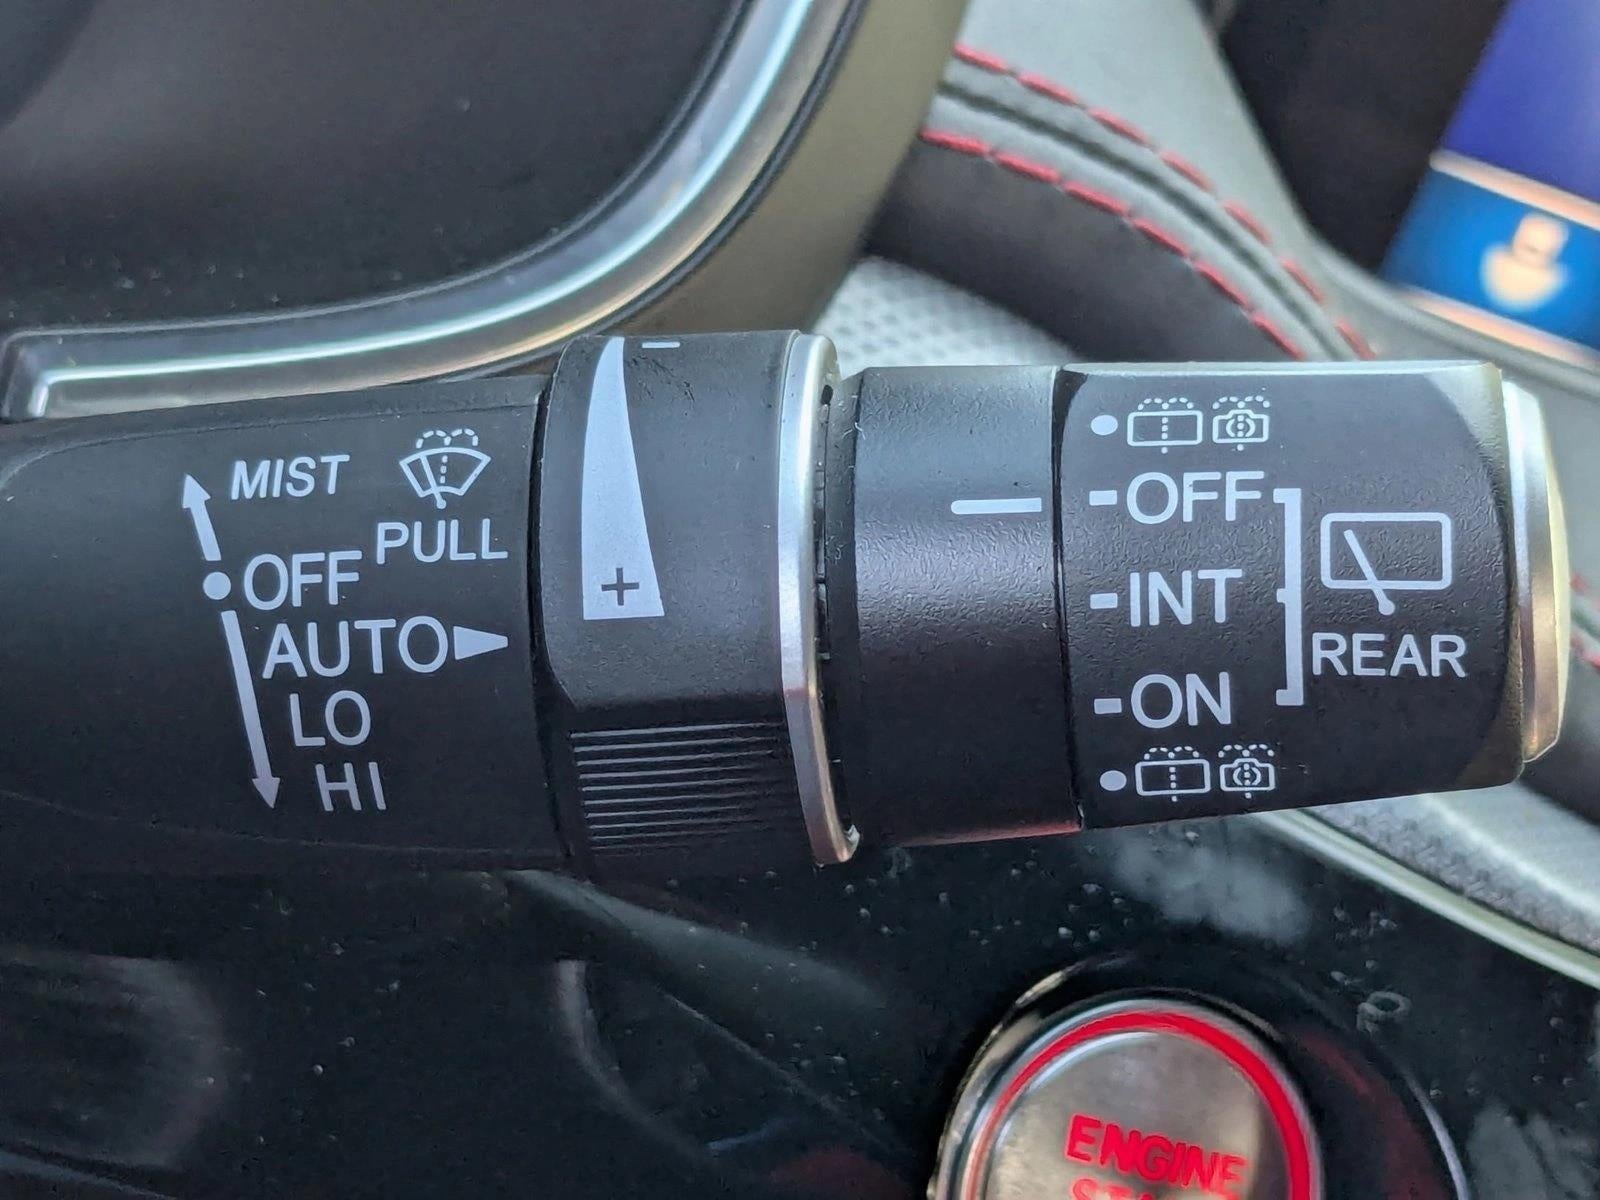 MIST
PULL
OFF
AUTO
LO
HI
-
+
OFF
INT
ON
REAR
ENGINE